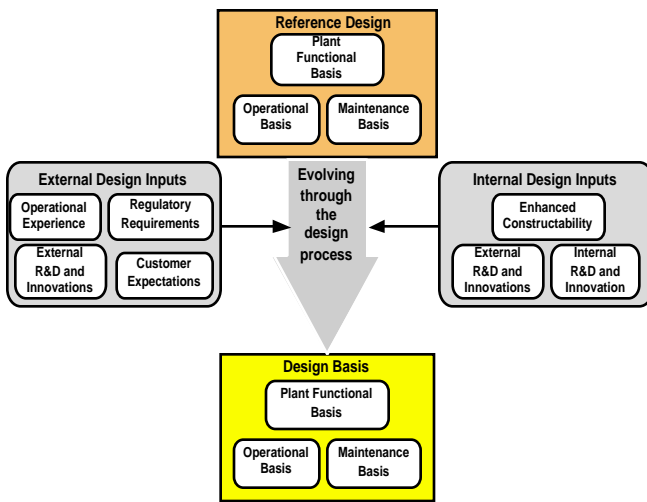 Reference Design
Plant
Functional
Basis
Operational
Basis
Maintenance
Basis
External Design Inputs
Operational
Experience
Regulatory
Requirements
External
R&D and
Innovations
Customer
Expectations
Evolving
through
the
design
process
Internal Design Inputs
Enhanced
Constructability
External
R&D and
Innovations
Internal
R&D and
Innovation
Design Basis
Plant Functional
Basis
Operational
Basis
Maintenance
Basis